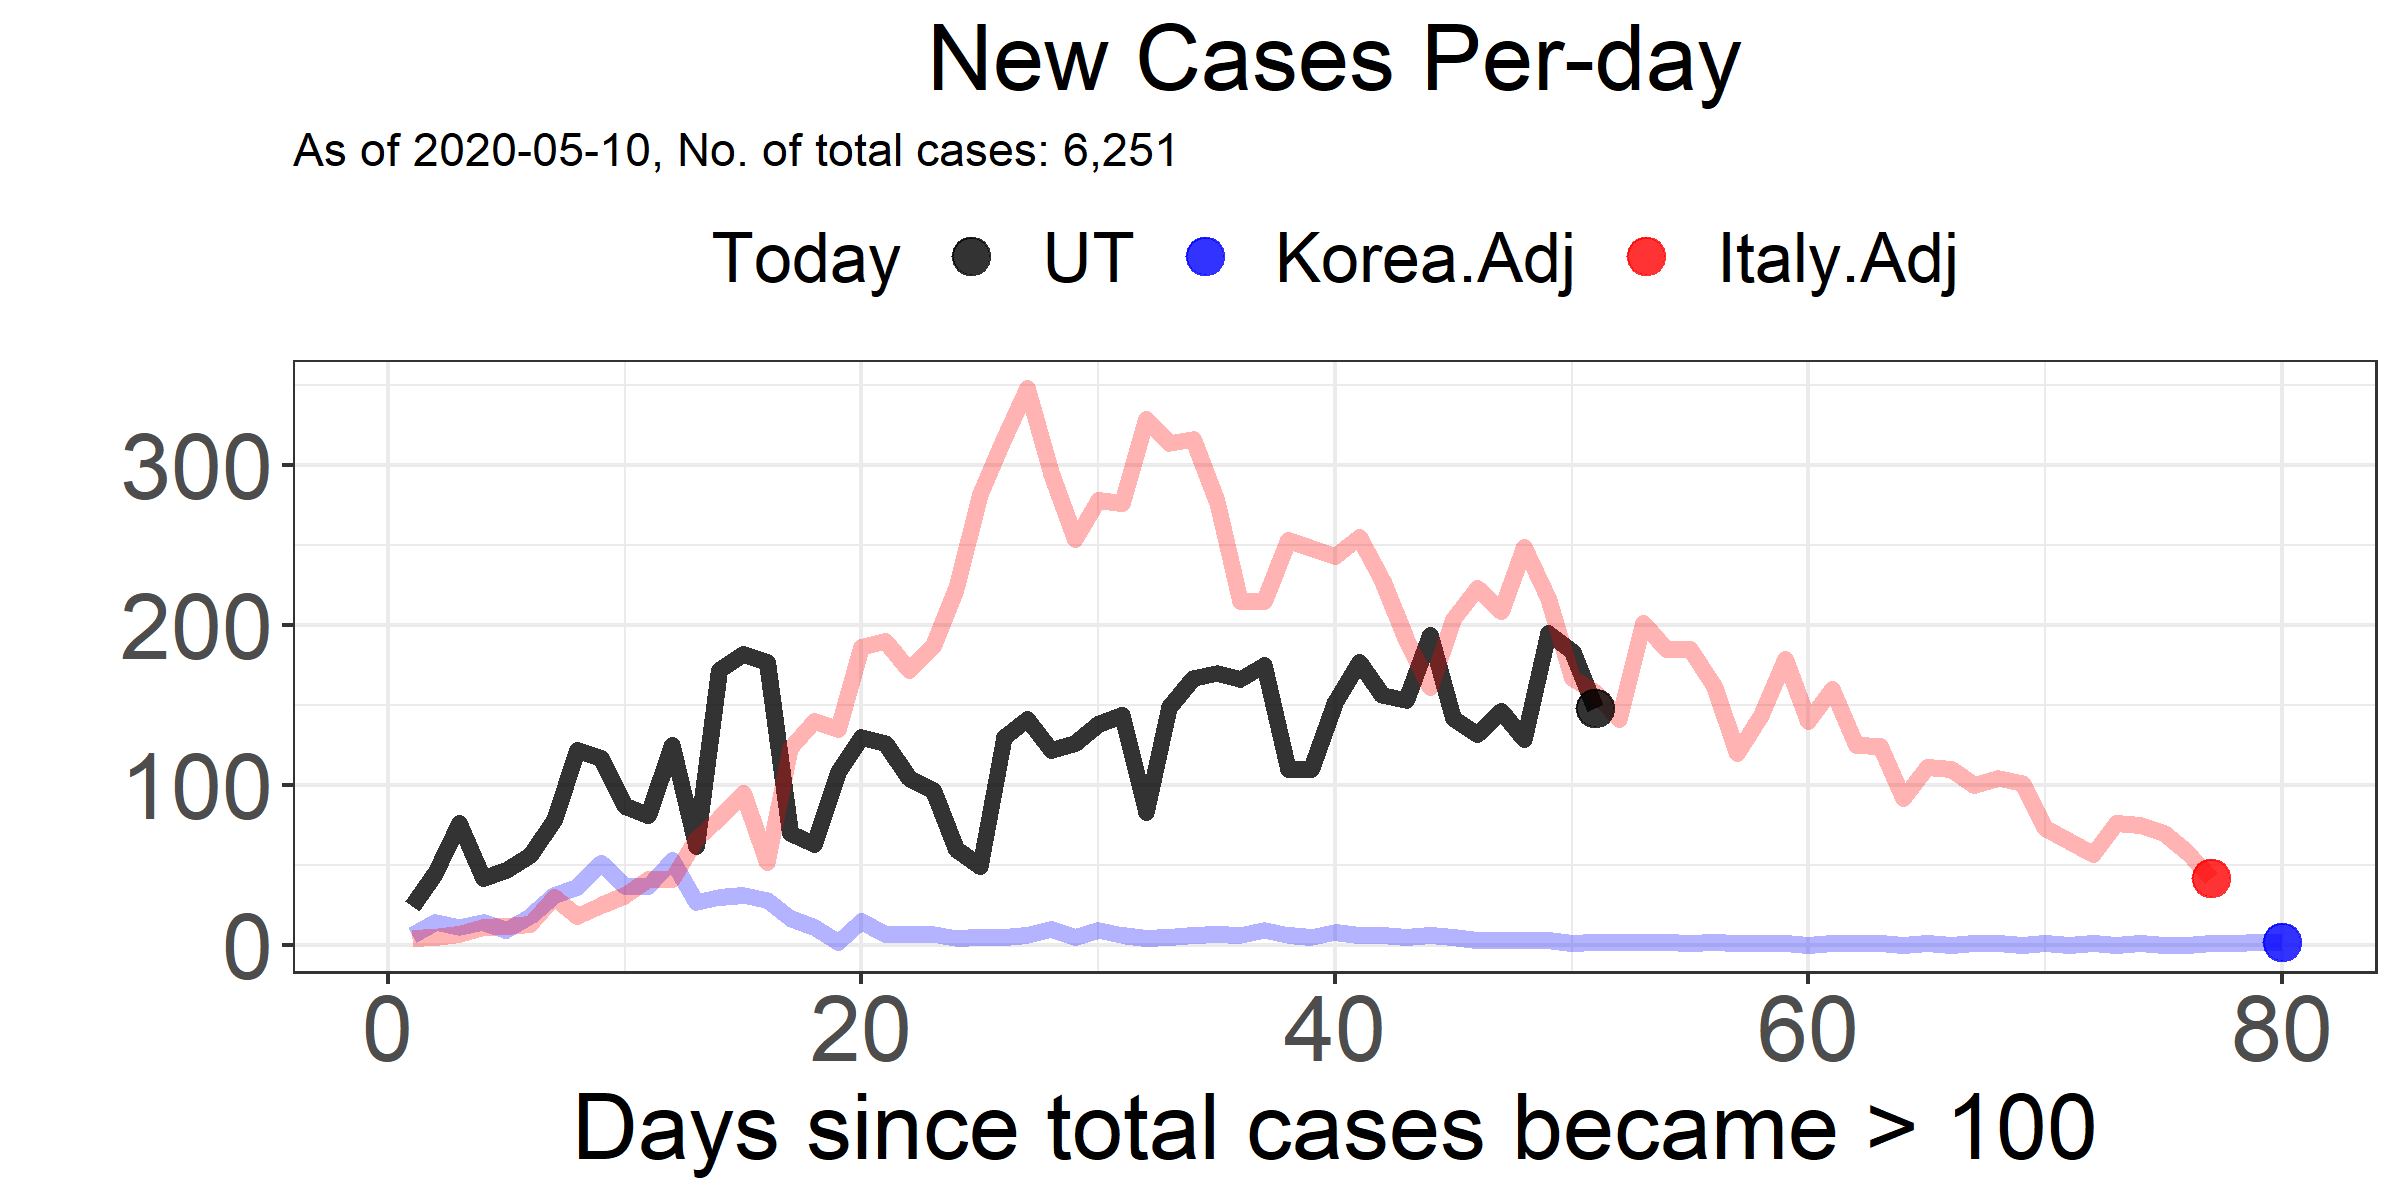 New Cases Per-day
As of 2020-05-10, No. of total cases: 6,251
Today UT Korea.Adj Italy.Adj
300
200
100
0
0 20 40 60 80
Days since total cases became > 100